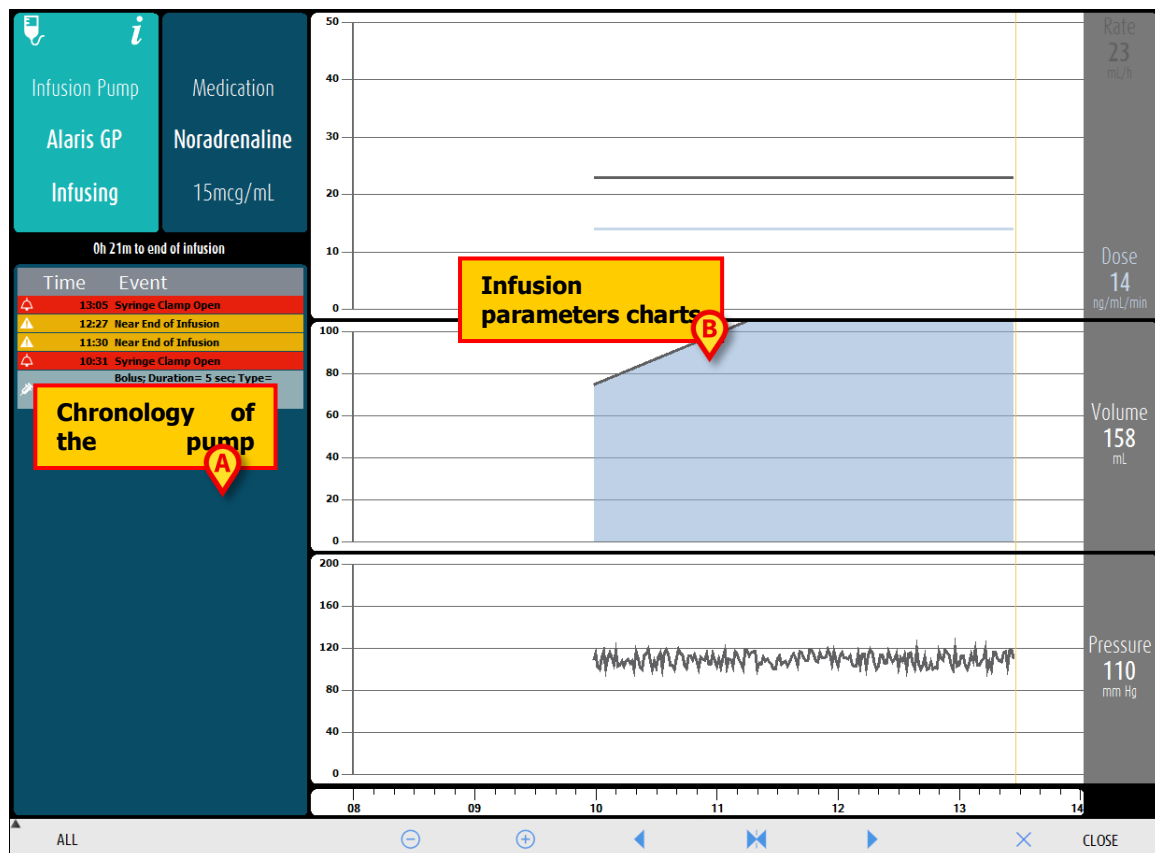 i
Infusion Pump
Alaris GP
Infusing
Medication
Noradrenaline
15mcg/mL
0h 21m to end of infusion
Time Event
13:05 Syringe Clamp Open
12:27 Near End of Infusion
11:30 Near End of Infusion
10:31 Syringe Clamp Open
Bolus; Duration= 5 sec; Type=
Chronology of
the pump
A
50
40
30
20
10
0
Rate
23
mL/h
Dose
14
ng/mL/min
Infusion
parameters charts
B
100
80
60
40
20
0
Volume
158
mL
200
160
120
80
40
0
Pressure
110
mm Hg
08 09 10 11 12 13 14
ALL
CLOSE